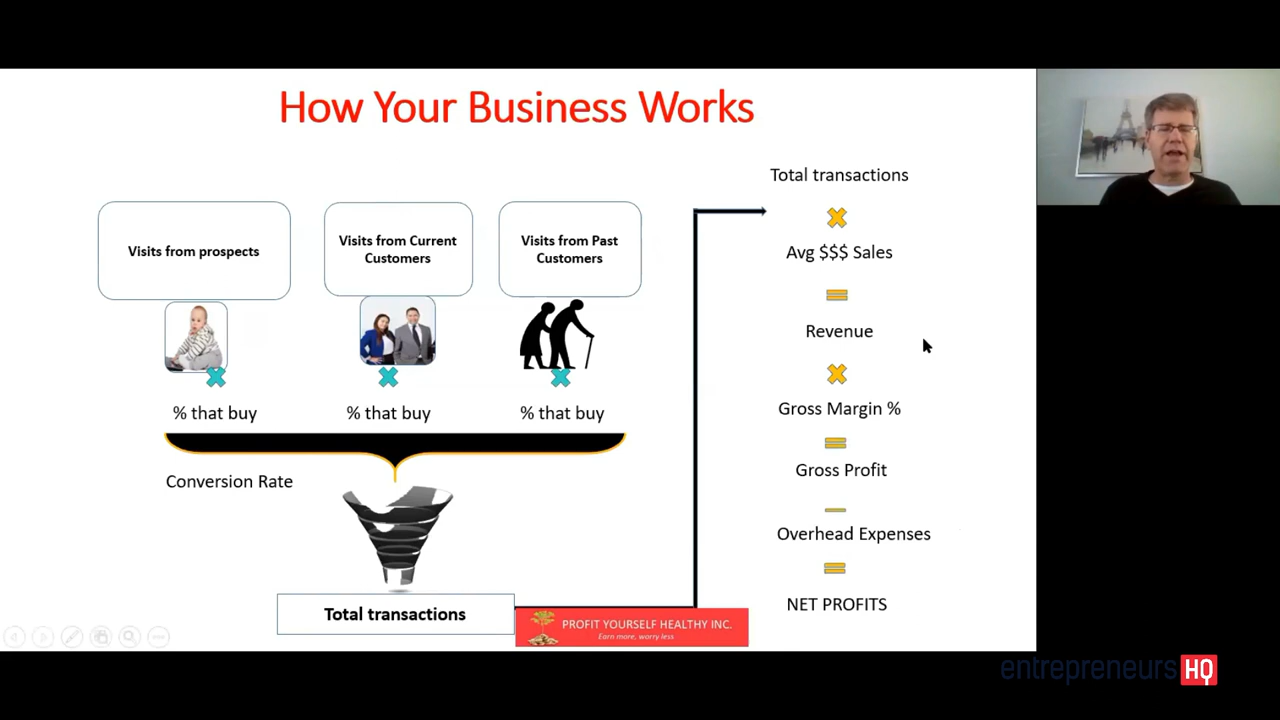 How Your Business Works
Visits from prospects
Visits from Current
Customers
Visits from Past
Customers
% that buy
% that buy
% that buy
Conversion Rate
Total transactions
PROFIT YOURSELF HEALTHY INC.
Earn more, worry less
Total transactions
Avg $$$ Sales
Revenue
Gross Margin %
Gross Profit
Overhead Expenses
NET PROFITS
entrepreneurs HQ